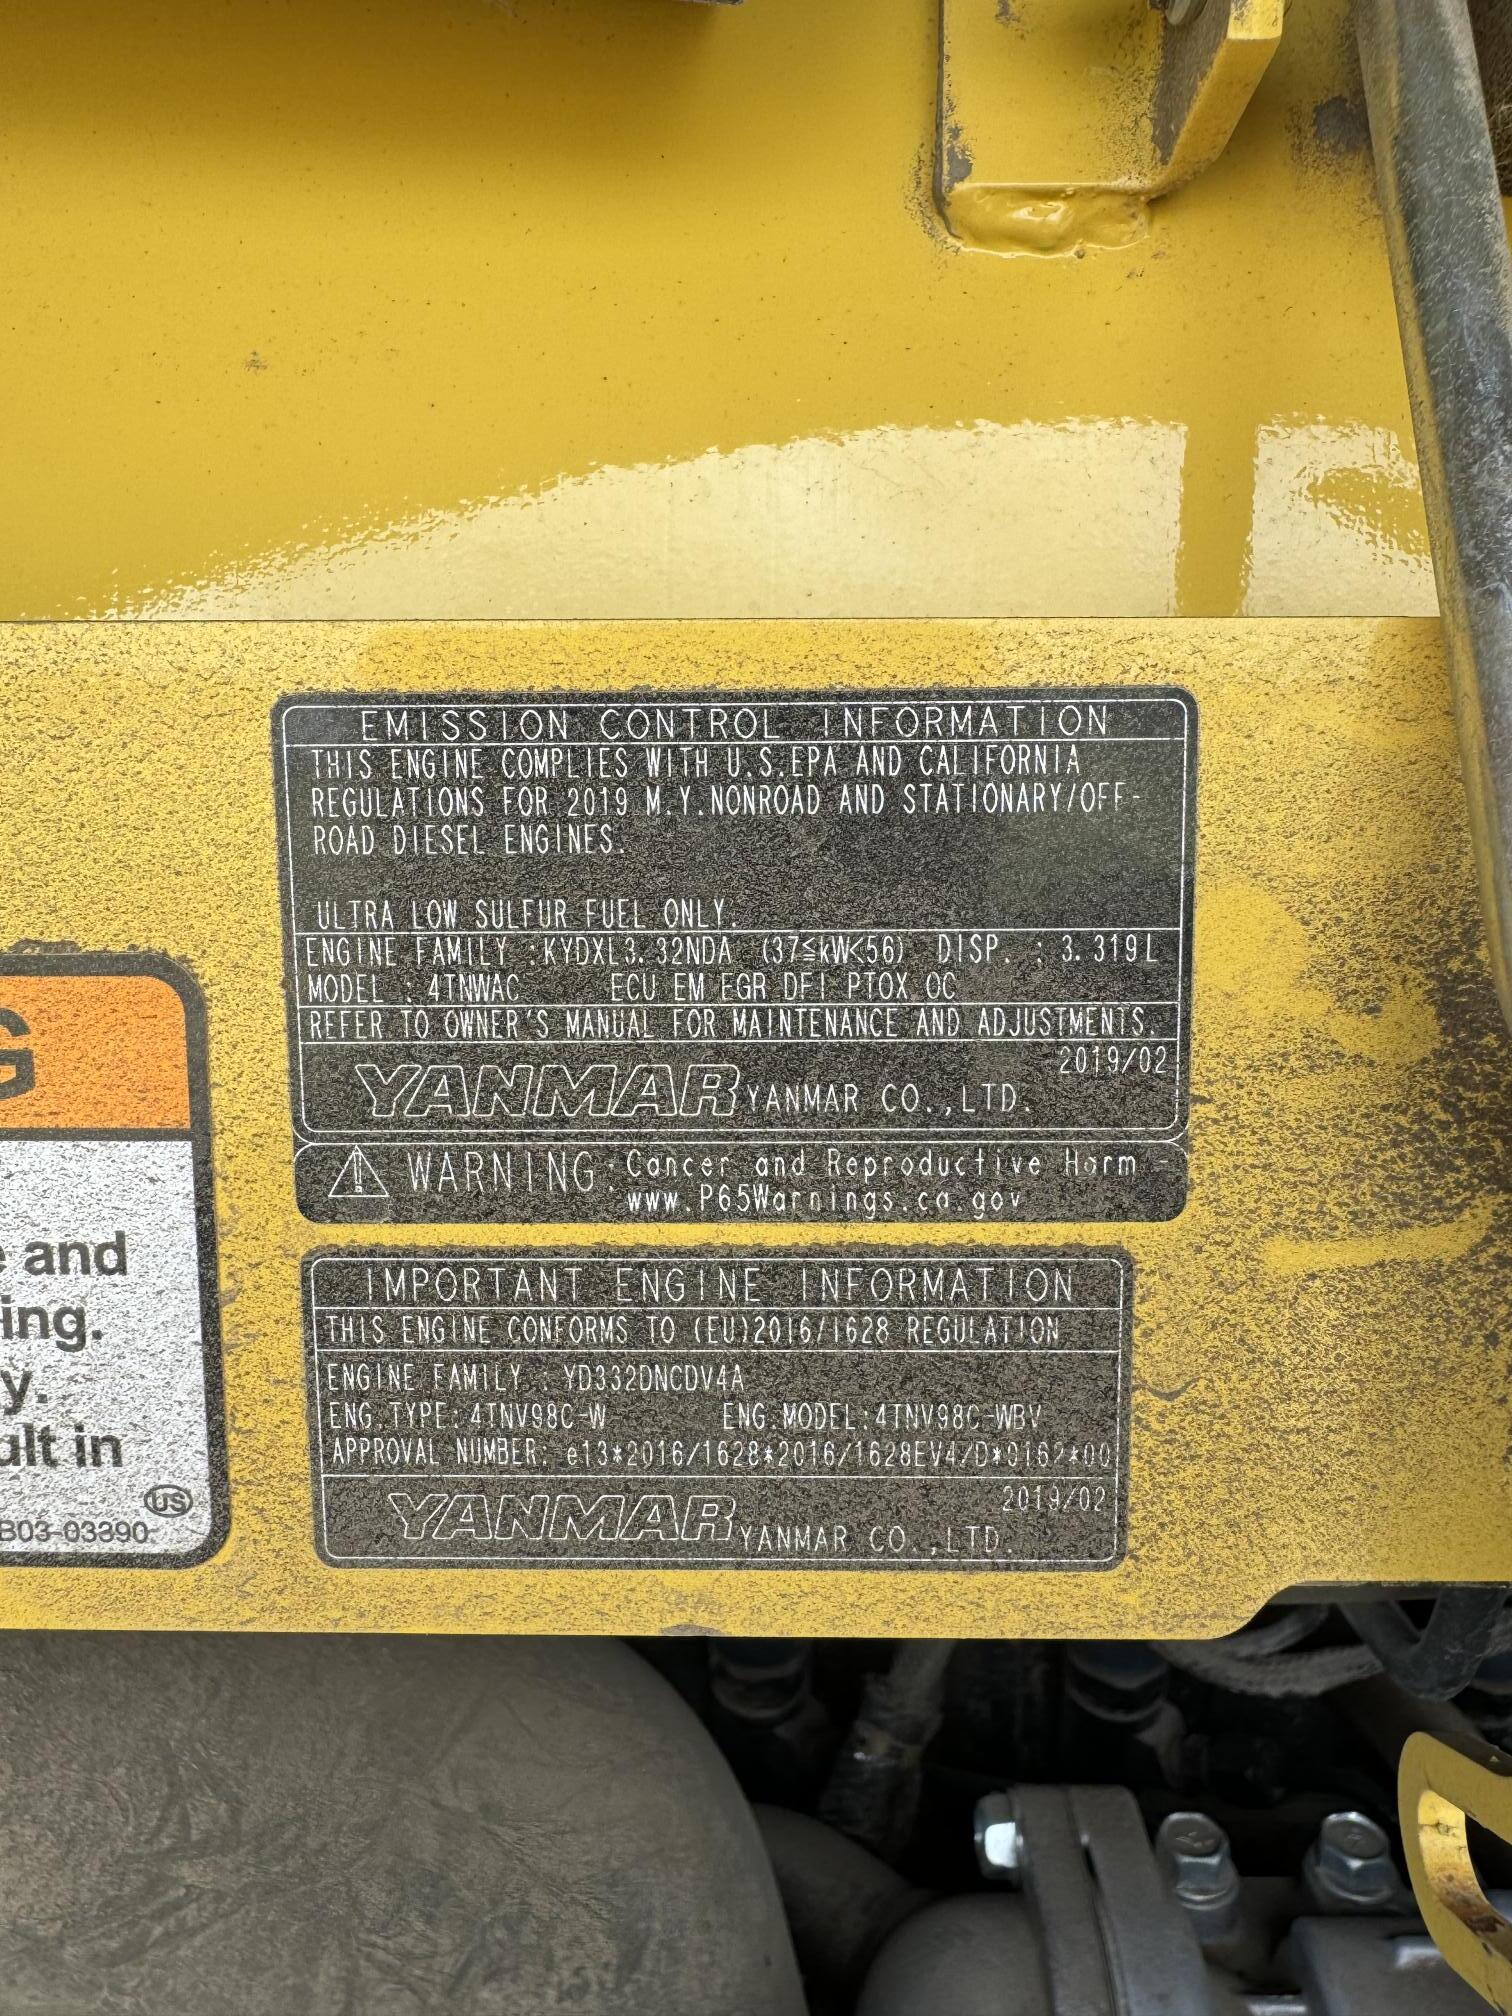 EMISSION CONTROL INFORMATION
THIS ENGINE COMPLIES WITH U.S.EPA AND CALIFORNIA
REGULATIONS FOR 2019 M.Y.NONROAD AND STATIONARY/OFF-
ROAD DIESEL ENGINES.
ULTRA LOW SULFUR FUEL ONLY.
ENGINE FAMILY :KYDXL3.32NDA (37≦kW<56) DISP. : 3.319L
MODEL : 4TNWAC ECU EM EGR DFI PTOX OC
REFER TO OWNER'S MANUAL FOR MAINTENANCE AND ADJUSTMENTS.
2019/02
YANMAR YANMAR CO.,LTD.
WARNING:Cancer and Reproductive Harm -
www.P65Warnings.ca.gov
IMPORTANT ENGINE INFORMATION
THIS ENGINE CONFORMS TO (EU)2016/1628 REGULATION
ENGINE FAMILY : YD332DNCDV4A
ENG.TYPE:4TNV98C-W ENG.MODEL:4TNV98C-WBV
APPROVAL NUMBER: e13*2016/1628*2016/1628EV4/D*0162*00
2019/02
YANMAR YANMAR CO.,LTD.
G
e and
ing.
y.
ult in
US
B03-03390